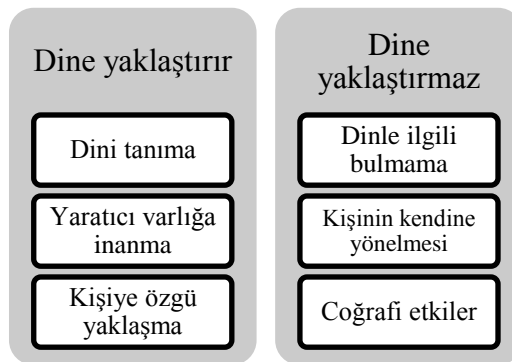 Dine yaklaştırır
Dini tanıma
Yaratıcı varlığa
inanma
Kişiye özgü
yaklaşma
Dine
yaklaştırmaz
Dinle ilgili
bulmama
Kişinin kendine
yönelmesi
Coğrafi etkiler